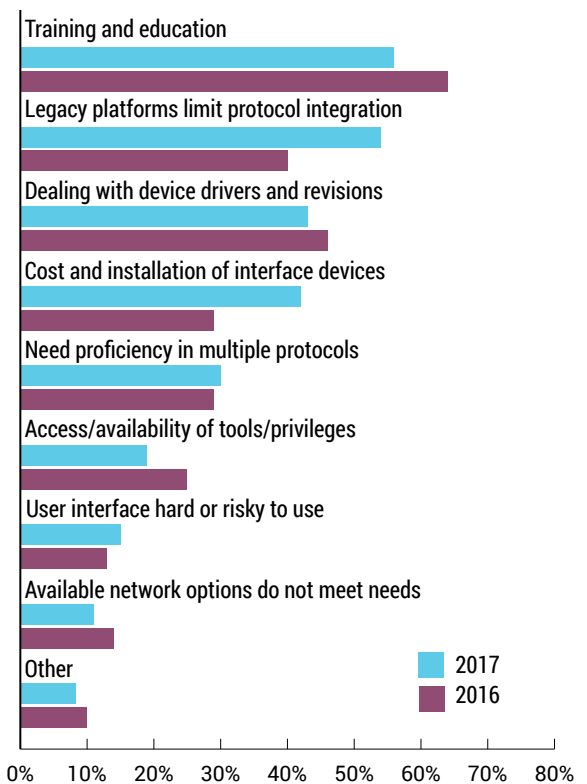 Training and education
Legacy platforms limit protocol integration
Dealing with device drivers and revisions
Cost and installation of interface devices
Need proficiency in multiple protocols
Access/availability of tools/privileges
User interface hard or risky to use
Available network options do not meet needs
Other
2017
2016
0% 10% 20% 30% 40% 50% 60% 70% 80%